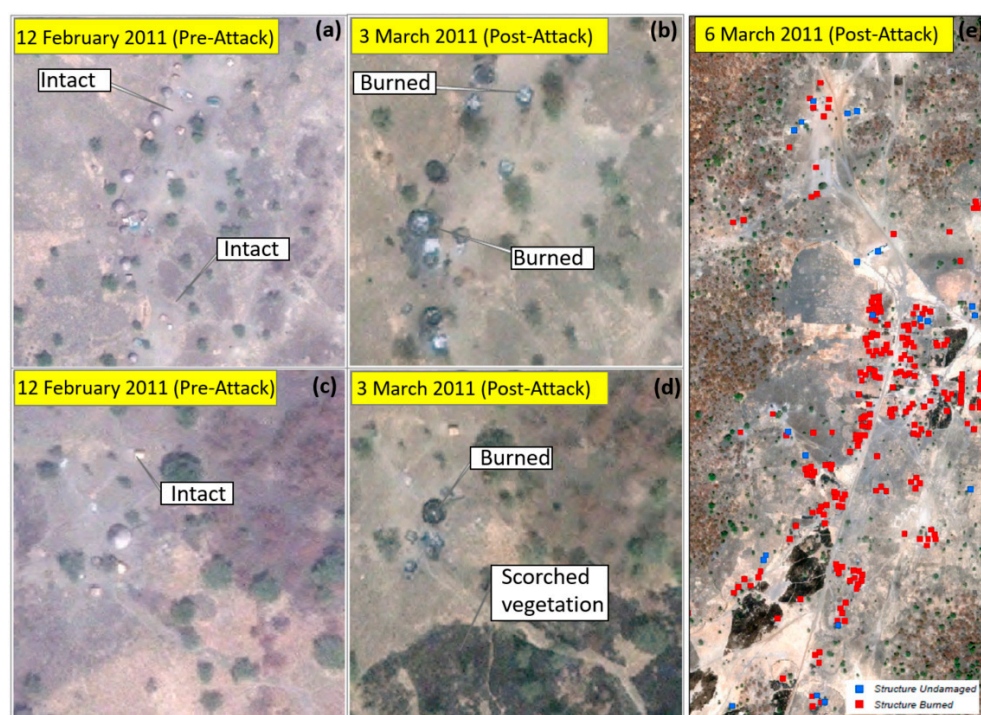 12 February 2011 (Pre-Attack)
(a)
Intact
Intact
3 March 2011 (Post-Attack)
(b)
Burned
Burned
6 March 2011 (Post-Attack)
(e)
12 February 2011 (Pre-Attack)
(c)
Intact
3 March 2011 (Post-Attack)
(d)
Burned
Scorched
vegetation
Structure Undamaged
Structure Burned